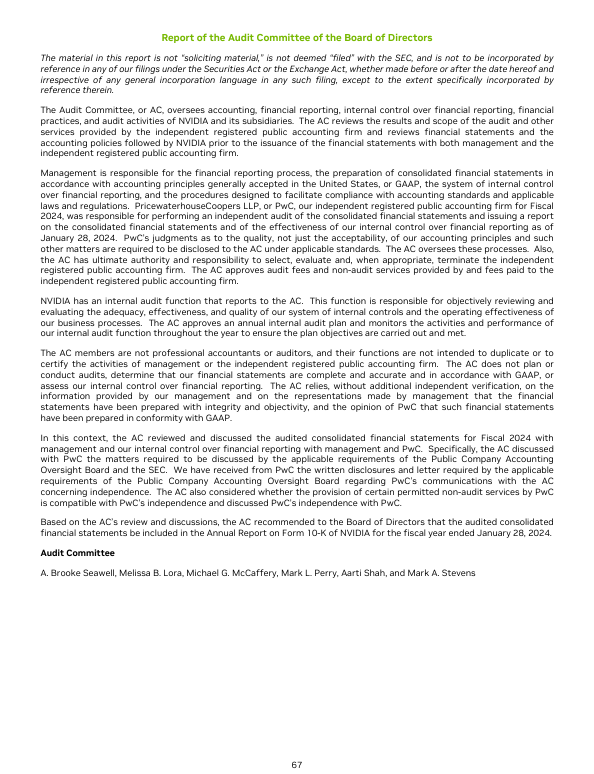 Report of the Audit Committee of the Board of Directors
The material in this report is not “soliciting material,” is not deemed “filed” with the SEC, and is not to be incorporated by
reference in any of our filings under the Securities Act or the Exchange Act, whether made before or after the date hereof and
irrespective of any general incorporation language in any such filing, except to the extent specifically incorporated by
reference therein.
The Audit Committee, or AC, oversees accounting, financial reporting, internal control over financial reporting, financial
practices, and audit activities of NVIDIA and its subsidiaries. The AC reviews the results and scope of the audit and other
services provided by the independent registered public accounting firm and reviews financial statements and the
accounting policies followed by NVIDIA prior to the issuance of the financial statements with both management and the
independent registered public accounting firm.
Management is responsible for the financial reporting process, the preparation of consolidated financial statements in
accordance with accounting principles generally accepted in the United States, or GAAP, the system of internal control
over financial reporting, and the procedures designed to facilitate compliance with accounting standards and applicable
laws and regulations. PricewaterhouseCoopers LLP, or PwC, our independent registered public accounting firm for Fiscal
2024, was responsible for performing an independent audit of the consolidated financial statements and issuing a report
on the consolidated financial statements and of the effectiveness of our internal control over financial reporting as of
January 28, 2024. PwC’s judgments as to the quality, not just the acceptability, of our accounting principles and such
other matters are required to be disclosed to the AC under applicable standards. The AC oversees these processes. Also,
the AC has ultimate authority and responsibility to select, evaluate and, when appropriate, terminate the independent
registered public accounting firm. The AC approves audit fees and non-audit services provided by and fees paid to the
independent registered public accounting firm.
NVIDIA has an internal audit function that reports to the AC. This function is responsible for objectively reviewing and
evaluating the adequacy, effectiveness, and quality of our system of internal controls and the operating effectiveness of
our business processes. The AC approves an annual internal audit plan and monitors the activities and performance of
our internal audit function throughout the year to ensure the plan objectives are carried out and met.
The AC members are not professional accountants or auditors, and their functions are not intended to duplicate or to
certify the activities of management or the independent registered public accounting firm. The AC does not plan or
conduct audits, determine that our financial statements are complete and accurate and in accordance with GAAP, or
assess our internal control over financial reporting. The AC relies, without additional independent verification, on the
information provided by our management and on the representations made by management that the financial
statements have been prepared with integrity and objectivity, and the opinion of PwC that such financial statements
have been prepared in conformity with GAAP.
In this context, the AC reviewed and discussed the audited consolidated financial statements for Fiscal 2024 with
management and our internal control over financial reporting with management and PwC. Specifically, the AC discussed
with PwC the matters required to be discussed by the applicable requirements of the Public Company Accounting
Oversight Board and the SEC. We have received from PwC the written disclosures and letter required by the applicable
requirements of the Public Company Accounting Oversight Board regarding PwC’s communications with the AC
concerning independence. The AC also considered whether the provision of certain permitted non-audit services by PwC
is compatible with PwC’s independence and discussed PwC’s independence with PwC.
Based on the AC’s review and discussions, the AC recommended to the Board of Directors that the audited consolidated
financial statements be included in the Annual Report on Form 10-K of NVIDIA for the fiscal year ended January 28, 2024.
Audit Committee
A. Brooke Seawell, Melissa B. Lora, Michael G. McCaffery, Mark L. Perry, Aarti Shah, and Mark A. Stevens
67